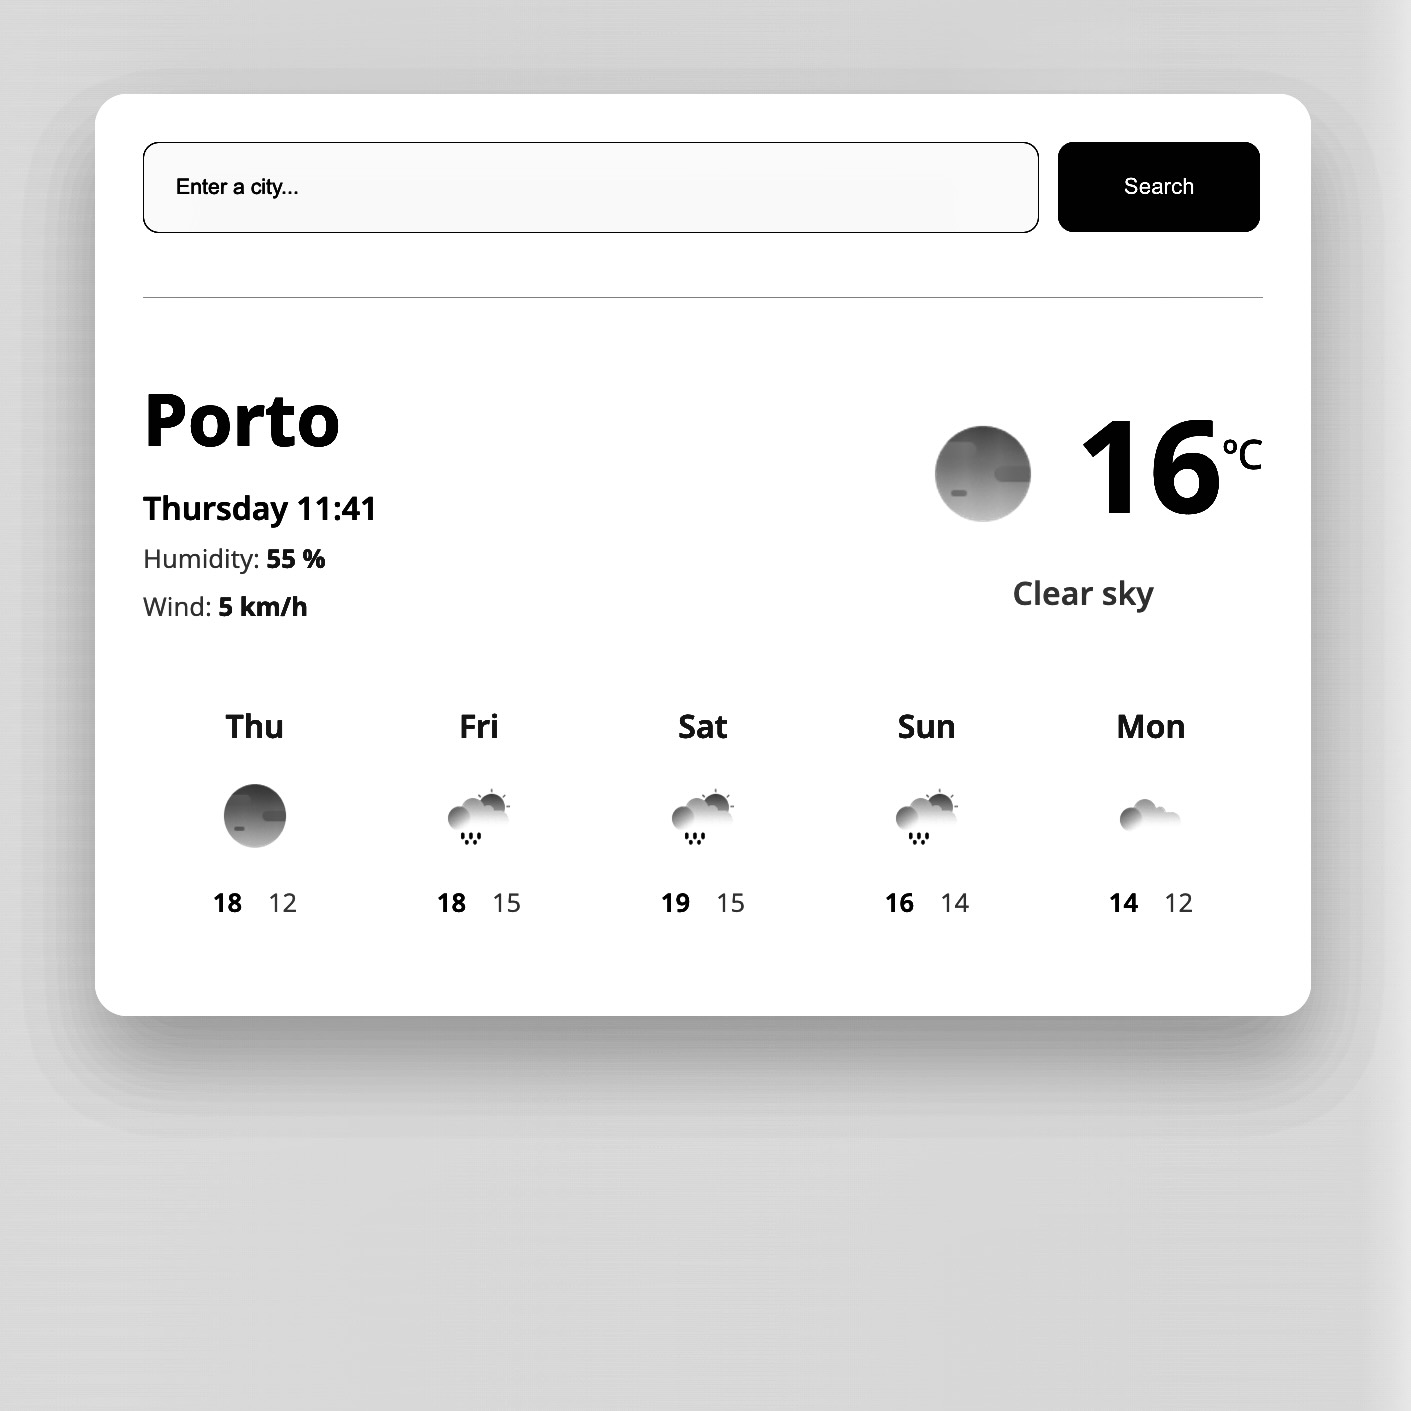 Enter a city...
Search
Porto
Thursday 11:41
Humidity: 55 %
Wind: 5 km/h
16°C
Clear sky
Thu Fri Sat Sun Mon
18 12 18 15 19 15 16 14 14 12